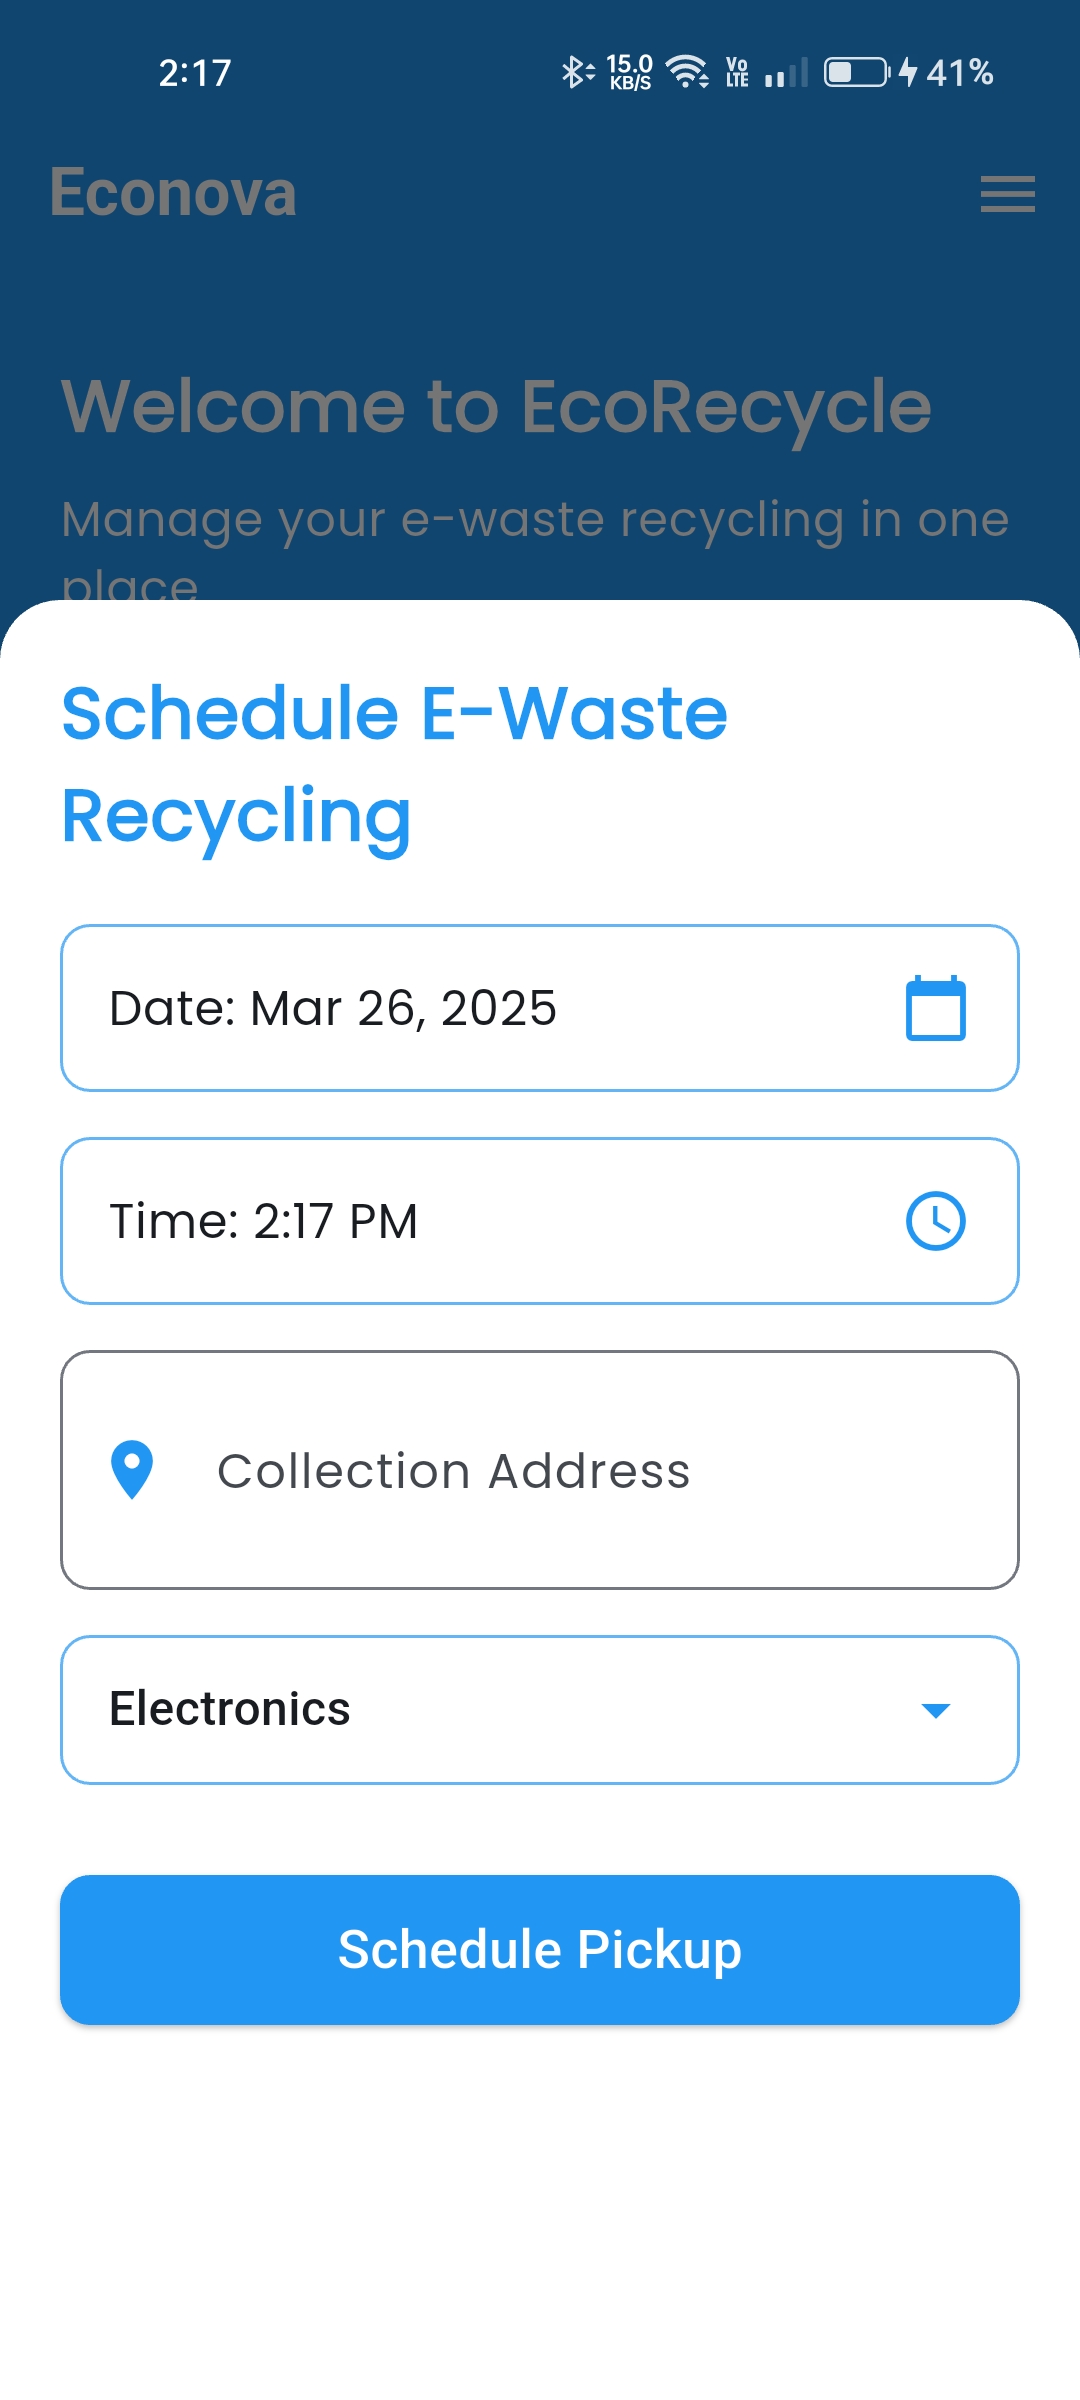 2:17 15.0 KB/S Vo LTE 41%
Econova
Welcome to EcoRecycle
Manage your e-waste recycling in one
place
Schedule E-Waste
Recycling
Date: Mar 26, 2025
Time: 2:17 PM
Collection Address
Electronics
Schedule Pickup